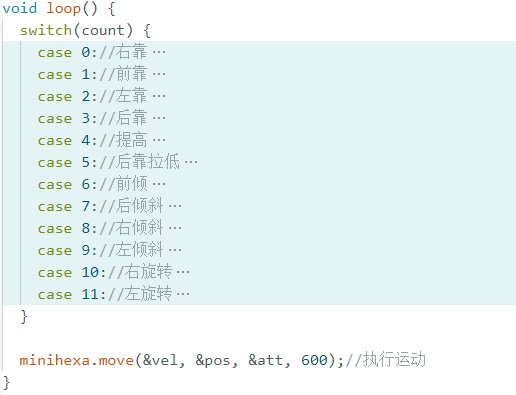 void loop() {
switch(count) {
case 0://右靠…
case 1://前靠…
case 2://左靠…
case 3://后靠…
case 4://提高…
case 5://后靠拉低…
case 6://前倾…
case 7://后倾斜…
case 8://右倾斜…
case 9://左倾斜…
case 10://右旋转…
case 11://左旋转…
}
minihexa.move(&vel, &pos, &att, 600);//执行运动
}